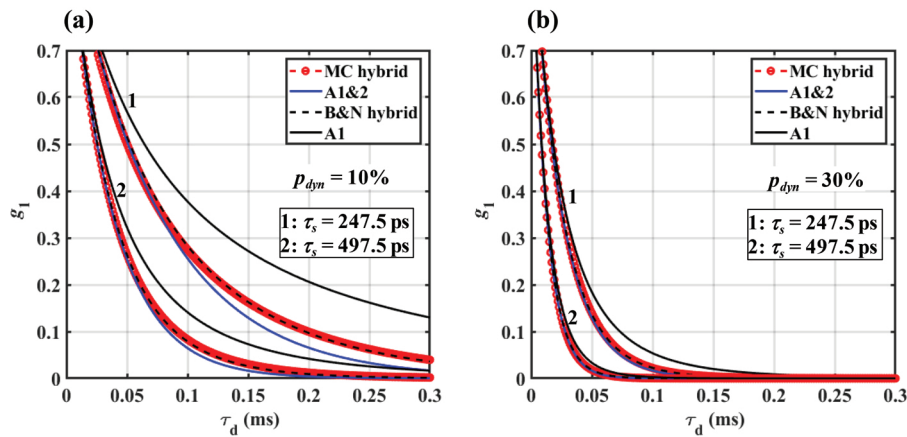 (a)
0.7
0.6
0.5
0.4
0.3
0.2
0.1
0
g1
0 0.05 0.1 0.15 0.2 0.25 0.3
τd (ms)
MC hybrid
A1&2
B&N hybrid
A1
1
2
pdyn = 10%
1: τs = 247.5 ps
2: τs = 497.5 ps
(b)
0.7
0.6
0.5
0.4
0.3
0.2
0.1
0
g1
0 0.05 0.1 0.15 0.2 0.25 0.3
τd (ms)
MC hybrid
A1&2
B&N hybrid
A1
1
2
pdyn = 30%
1: τs = 247.5 ps
2: τs = 497.5 ps